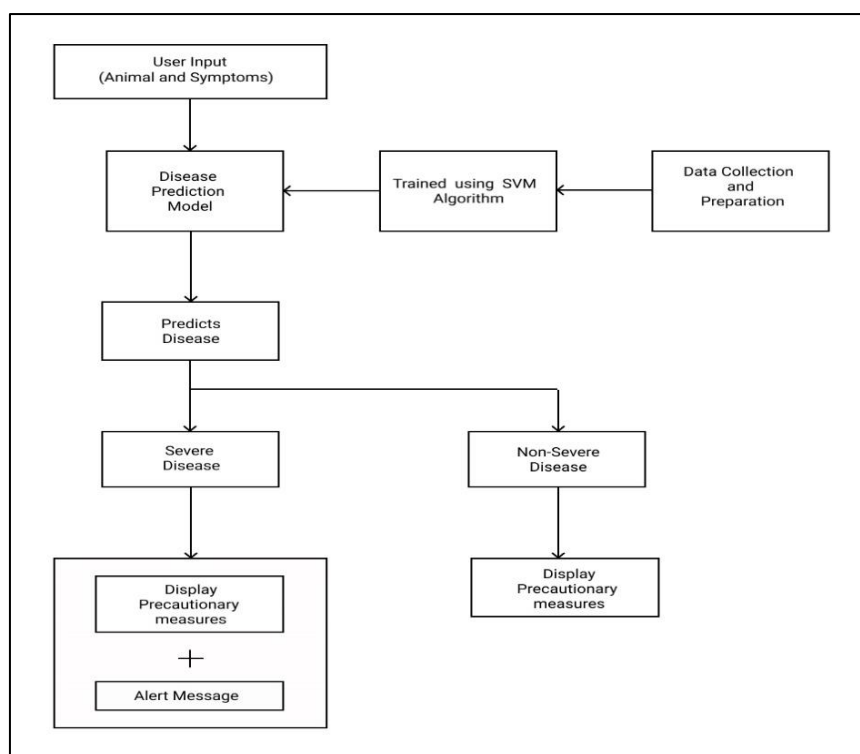 User Input
(Animal and Symptoms)
Disease
Prediction
Model
Trained using SVM
Algorithm
Data Collection
and
Preparation
Predicts
Disease
Severe
Disease
Non-Severe
Disease
Display
Precautionary
measures
+
Alert Message
Display
Precautionary
measures